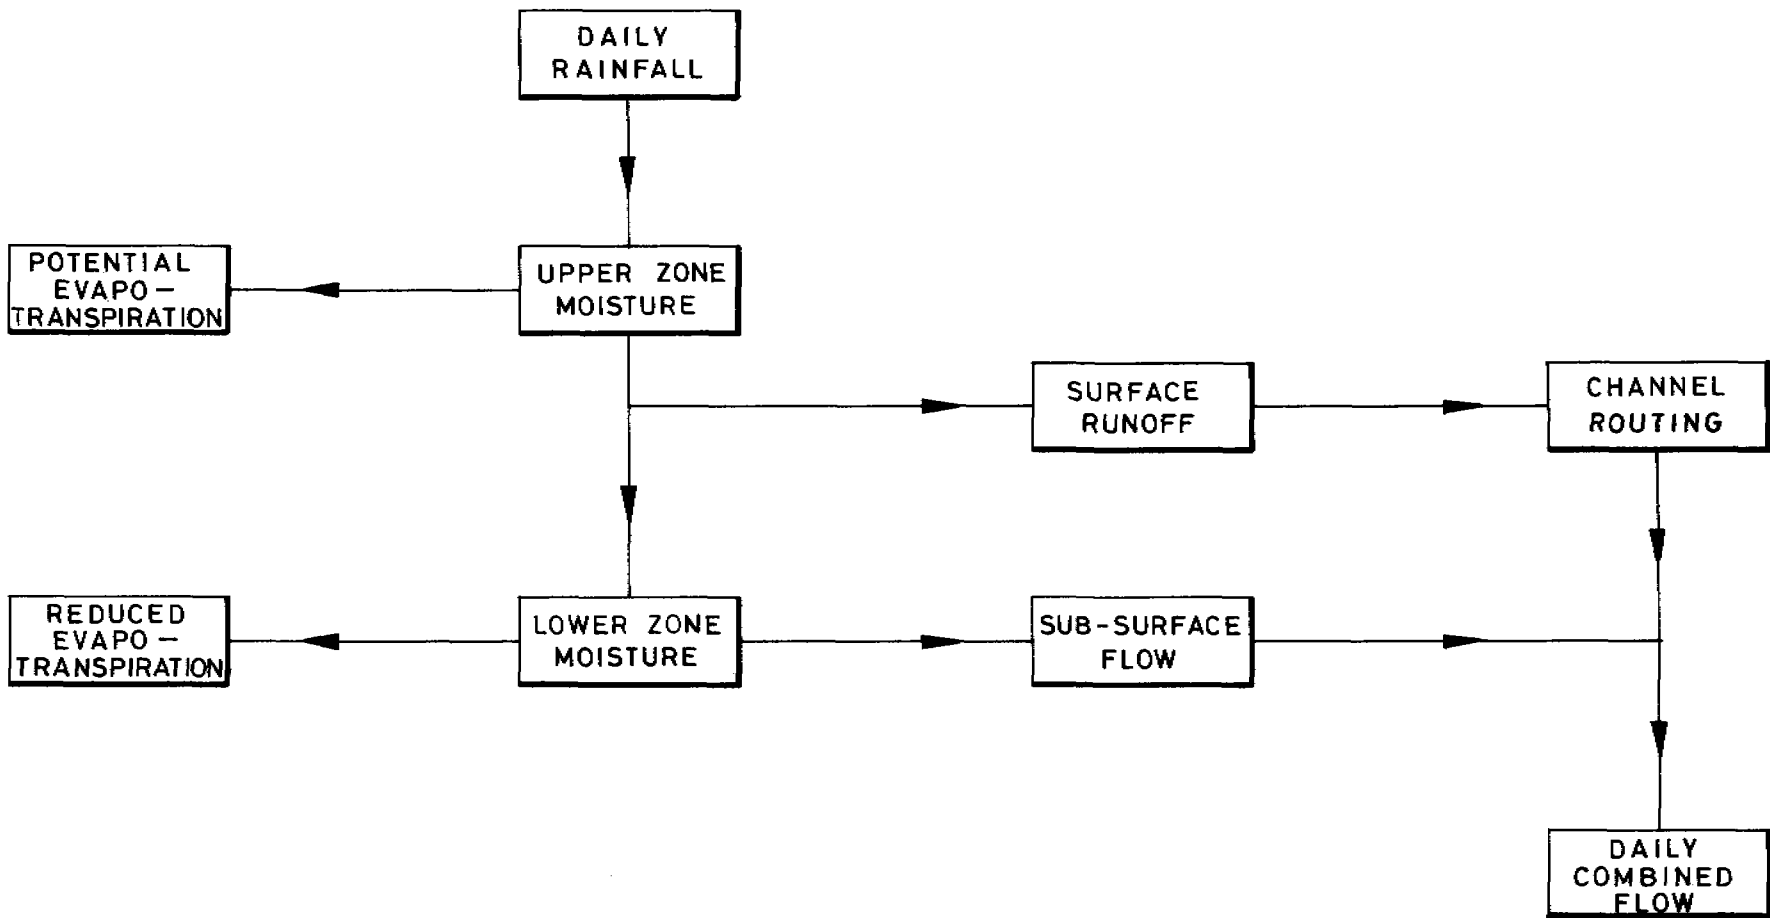 DAILY
RAINFALL
POTENTIAL
EVAPO-
TRANSPIRATION
UPPER ZONE
MOISTURE
SURFACE
RUNOFF
CHANNEL
ROUTING
REDUCED
EVAPO-
TRANSPIRATION
LOWER ZONE
MOISTURE
SUB-SURFACE
FLOW
DAILY
COMBINED
FLOW